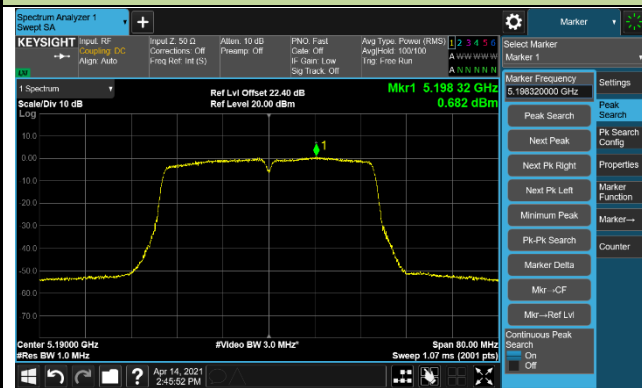 Spectrum Analyzer 1
Swept SA
Marker
KEYSIGHT
Input: RF
Coupling: DC
Align: Auto
Input Z: 50 Ω
Corrections: Off
Freq Ref: Int (S)
Atten: 10 dB
Preamp: Off
PNO: Fast
Gate: Off
IF Gain: Low
Sig Track: Off
Avg Type: Power (RMS)
Avg|Hold: 100/100
Trig: Free Run
1 2 3 4 5 6
A W W W W W
A N N N N N
LXI
Select Marker
Marker 1
1 Spectrum
Scale/Div 10 dB
Log
Ref Lvl Offset 22.40 dB
Ref Level 20.00 dBm
Mkr1 5.198 32 GHz
0.682 dBm
1
10.0
0.00
-10.0
-20.0
-30.0
-40.0
-50.0
-60.0
-70.0
Center 5.19000 GHz
#Res BW 1.0 MHz
#Video BW 3.0 MHz*
Span 80.00 MHz
Sweep 1.07 ms (2001 pts)
Marker Frequency
5.198320000 GHz
Peak Search
Next Peak
Next Pk Right
Next Pk Left
Minimum Peak
Pk-Pk Search
Marker Delta
Mkr→CF
Mkr→Ref Lvl
Continuous Peak
Search
On
Off
Settings
Peak
Search
Pk Search
Config
Properties
Marker
Function
Marker→
Counter
?
Apr 14, 2021
2:45:52 PM